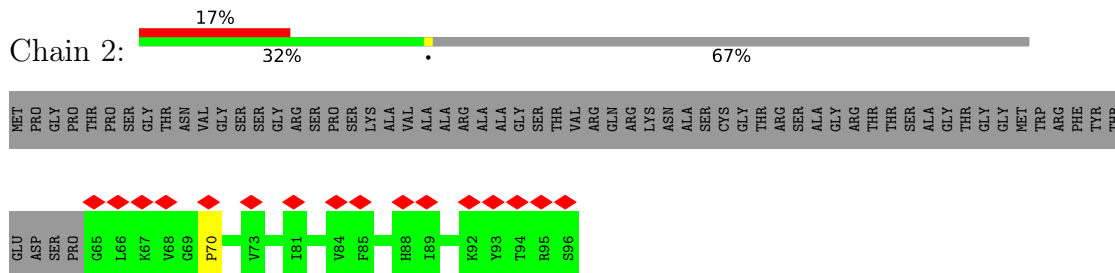 17%
Chain 2:
32% • 67%
MET PRO GLY PRO THR PRO SER GLY THR ASN VAL GLY SER SER GLY ARG SER PRO SER LYS ALA VAL ALA ALA ARG ALA ALA GLY SER THR VAL ARG GLN ARG LYS ASN ALA SER CYS GLY THR ARG SER ALA GLY ARG THR THR SER ALA GLY THR GLY GLY MET TRP ARG PHE TYR THR
GLU ASP SER PRO G65 L66 K67 V68 G69 P70 V73 I81 V84 F85 H88 I89 K92 Y93 T94 R95 S96